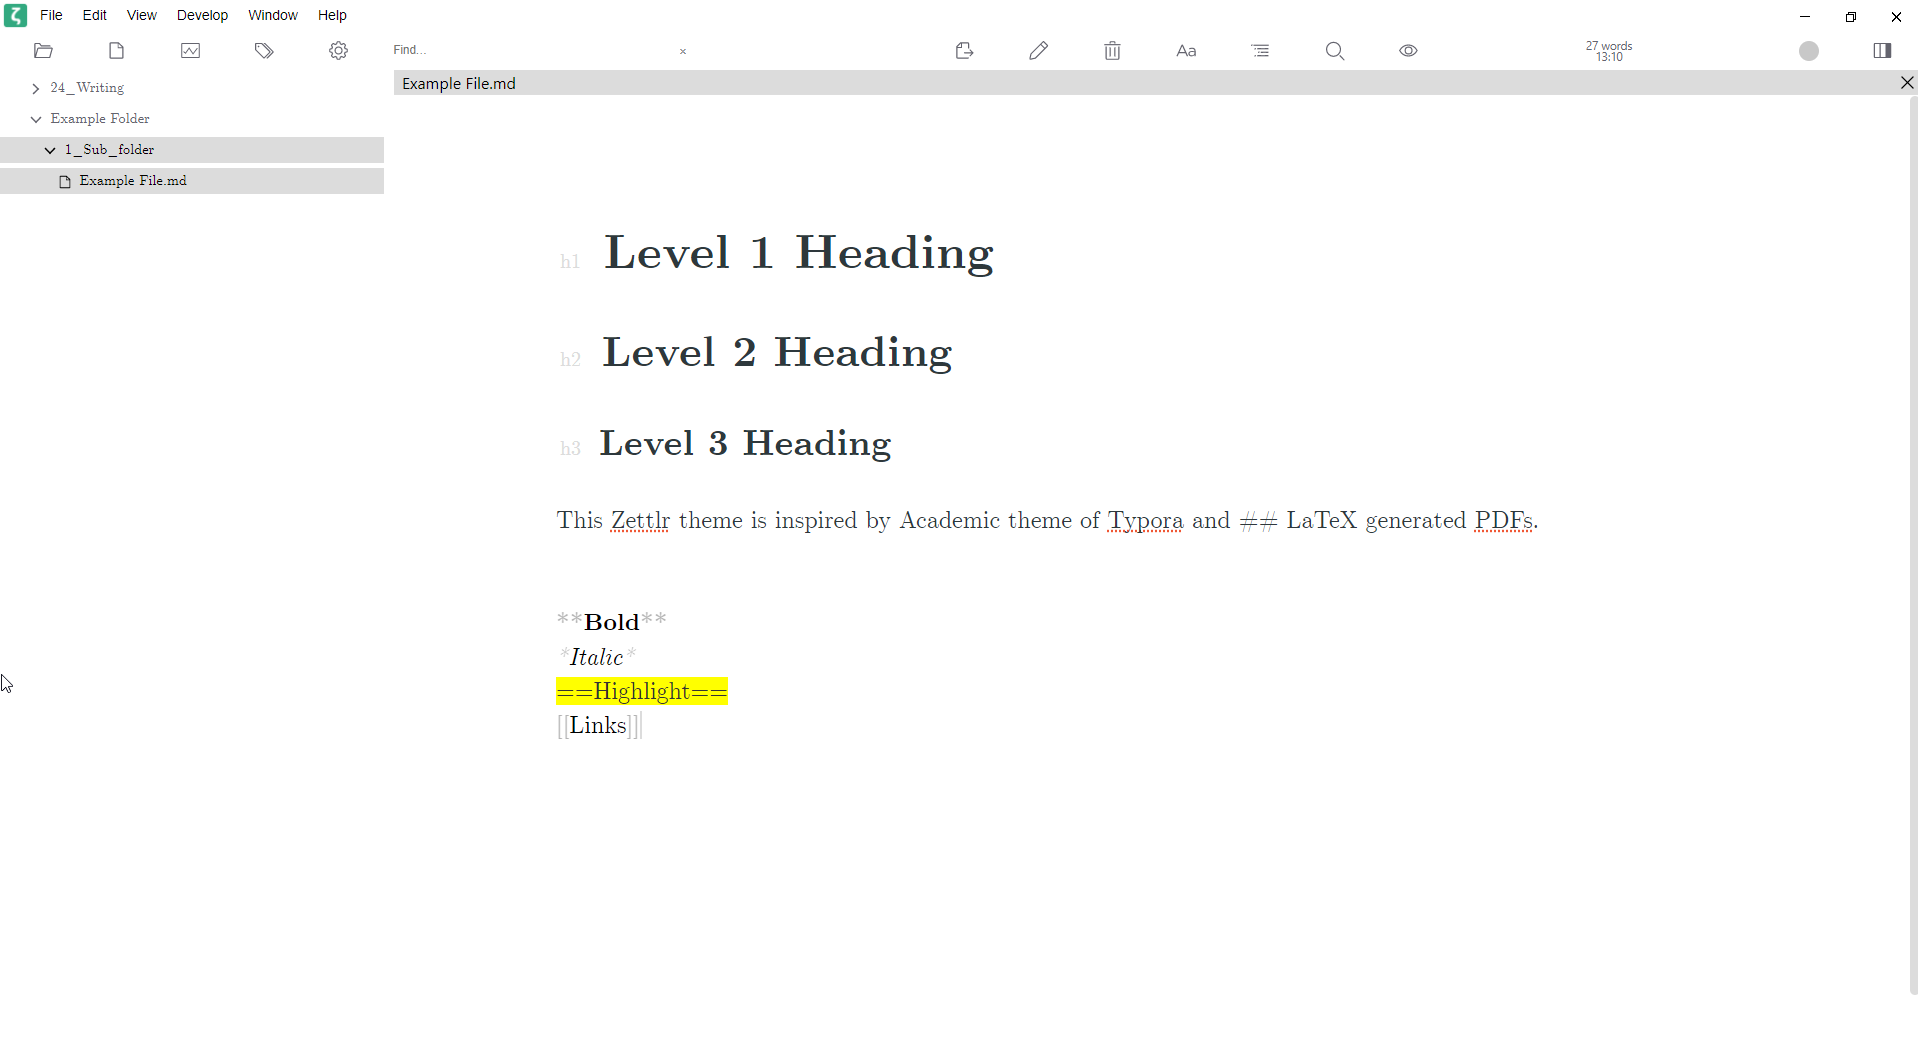 File Edit View Develop Window Help
Find...
Aa
27 words
13:10
24_Writing
Example Folder
1_Sub_folder
Example File.md
Example File.md
h1 Level 1 Heading
h2 Level 2 Heading
h3 Level 3 Heading
This Zettlr theme is inspired by Academic theme of Typora and ## LaTeX generated PDFs.
**Bold**
*Italic*
==Highlight==
[[Links]]